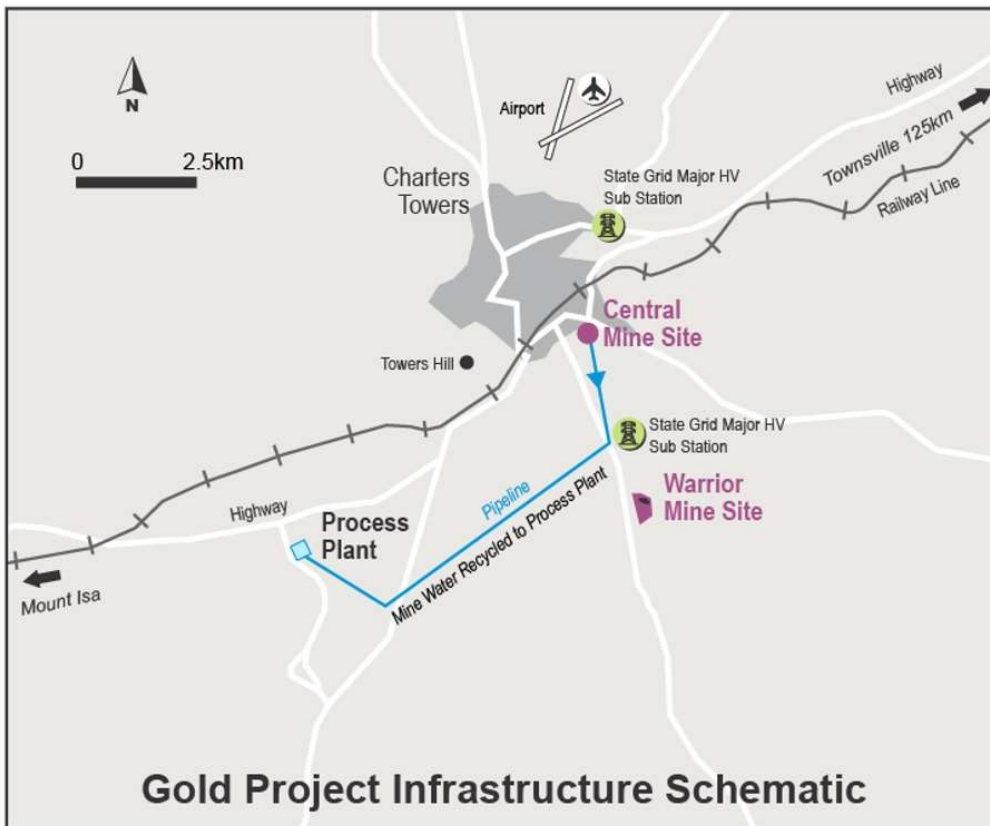 N
0 2.5km
Airport
Highway
Townsville 125km
Railway Line
Charters
Towers
State Grid Major HV
Sub Station
Central
Mine Site
Towers Hill
State Grid Major HV
Sub Station
Warrior
Mine Site
Pipeline
Mine Water Recycled to Process Plant
Highway
Process
Plant
Mount Isa
Gold Project Infrastructure Schematic